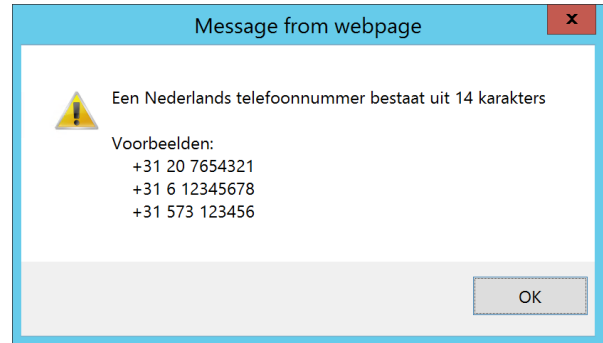 Message from webpage
x
Een Nederlands telefoonnummer bestaat uit 14 karakters
Voorbeelden:
+31 20 7654321
+31 6 12345678
+31 573 123456
OK